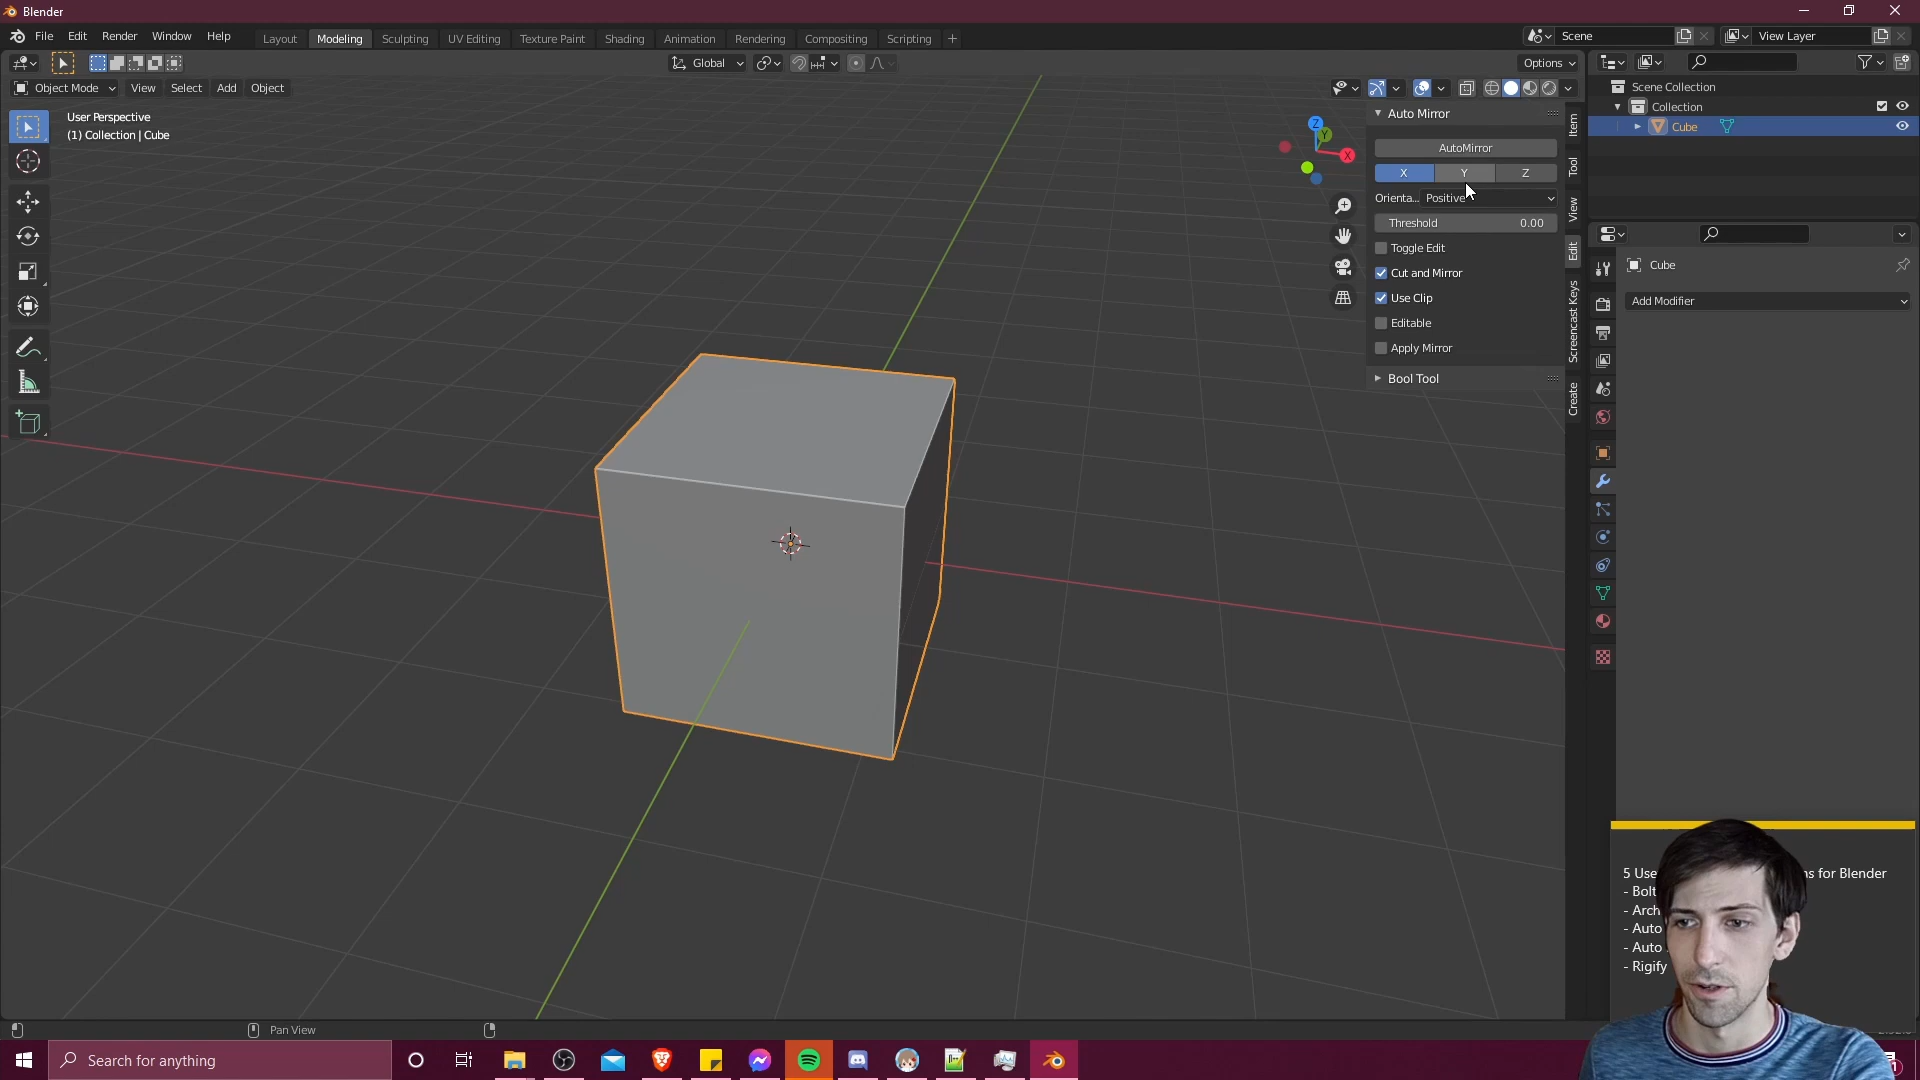 Blender
File Edit Render Window Help
Layout Modeling Sculpting UV Editing Texture Paint Shading Animation Rendering Compositing Scripting
Scene
View Layer
Global
Options
Object Mode View Select Add Object
User Perspective
(1) Collection | Cube
Z
Y
X
Auto Mirror
AutoMirror
X Y Z
Orienta... Positive
Threshold 0.00
Toggle Edit
Cut and Mirror
Use Clip
Editable
Apply Mirror
Bool Tool
Item
Tool
View
Edit
Screencast Keys
Create
Scene Collection
Collection
Cube
Cube
Add Modifier
5 Use
ns for Blender
- Bolt
- Arch
- Auto
- Auto
- Rigify
Pan View
Search for anything